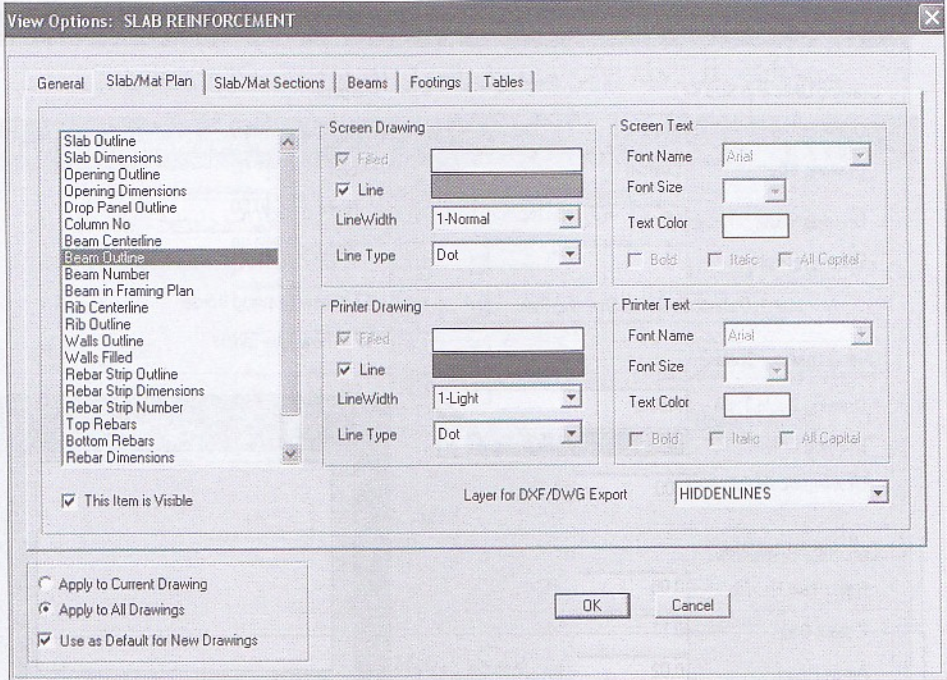 View Options: SLAB REINFORCEMENT
General Slab/Mat Plan Slab/Mat Sections Beams Footings Tables
Slab Outline
Slab Dimensions
Opening Outline
Opening Dimensions
Drop Panel Outline
Column No
Beam Centerline
Beam Outline
Beam Number
Beam in Framing Plan
Rib Centerline
Rib Outline
Walls Outline
Walls Filled
Rebar Strip Outline
Rebar Strip Dimensions
Rebar Strip Number
Top Rebars
Bottom Rebars
Rebar Dimensions
This Item is Visible
Screen Drawing
Filled
Line
LineWidth 1-Normal
Line Type Dot
Screen Text
Font Name Arial
Font Size
Text Color
Bold Italic All Capital
Printer Drawing
Filled
Line
LineWidth 1-Light
Line Type Dot
Printer Text
Font Name Arial
Font Size
Text Color
Bold Italic All Capital
Layer for DXF/DWG Export HIDDENLINES
Apply to Current Drawing
Apply to All Drawings
Use as Default for New Drawings
OK Cancel